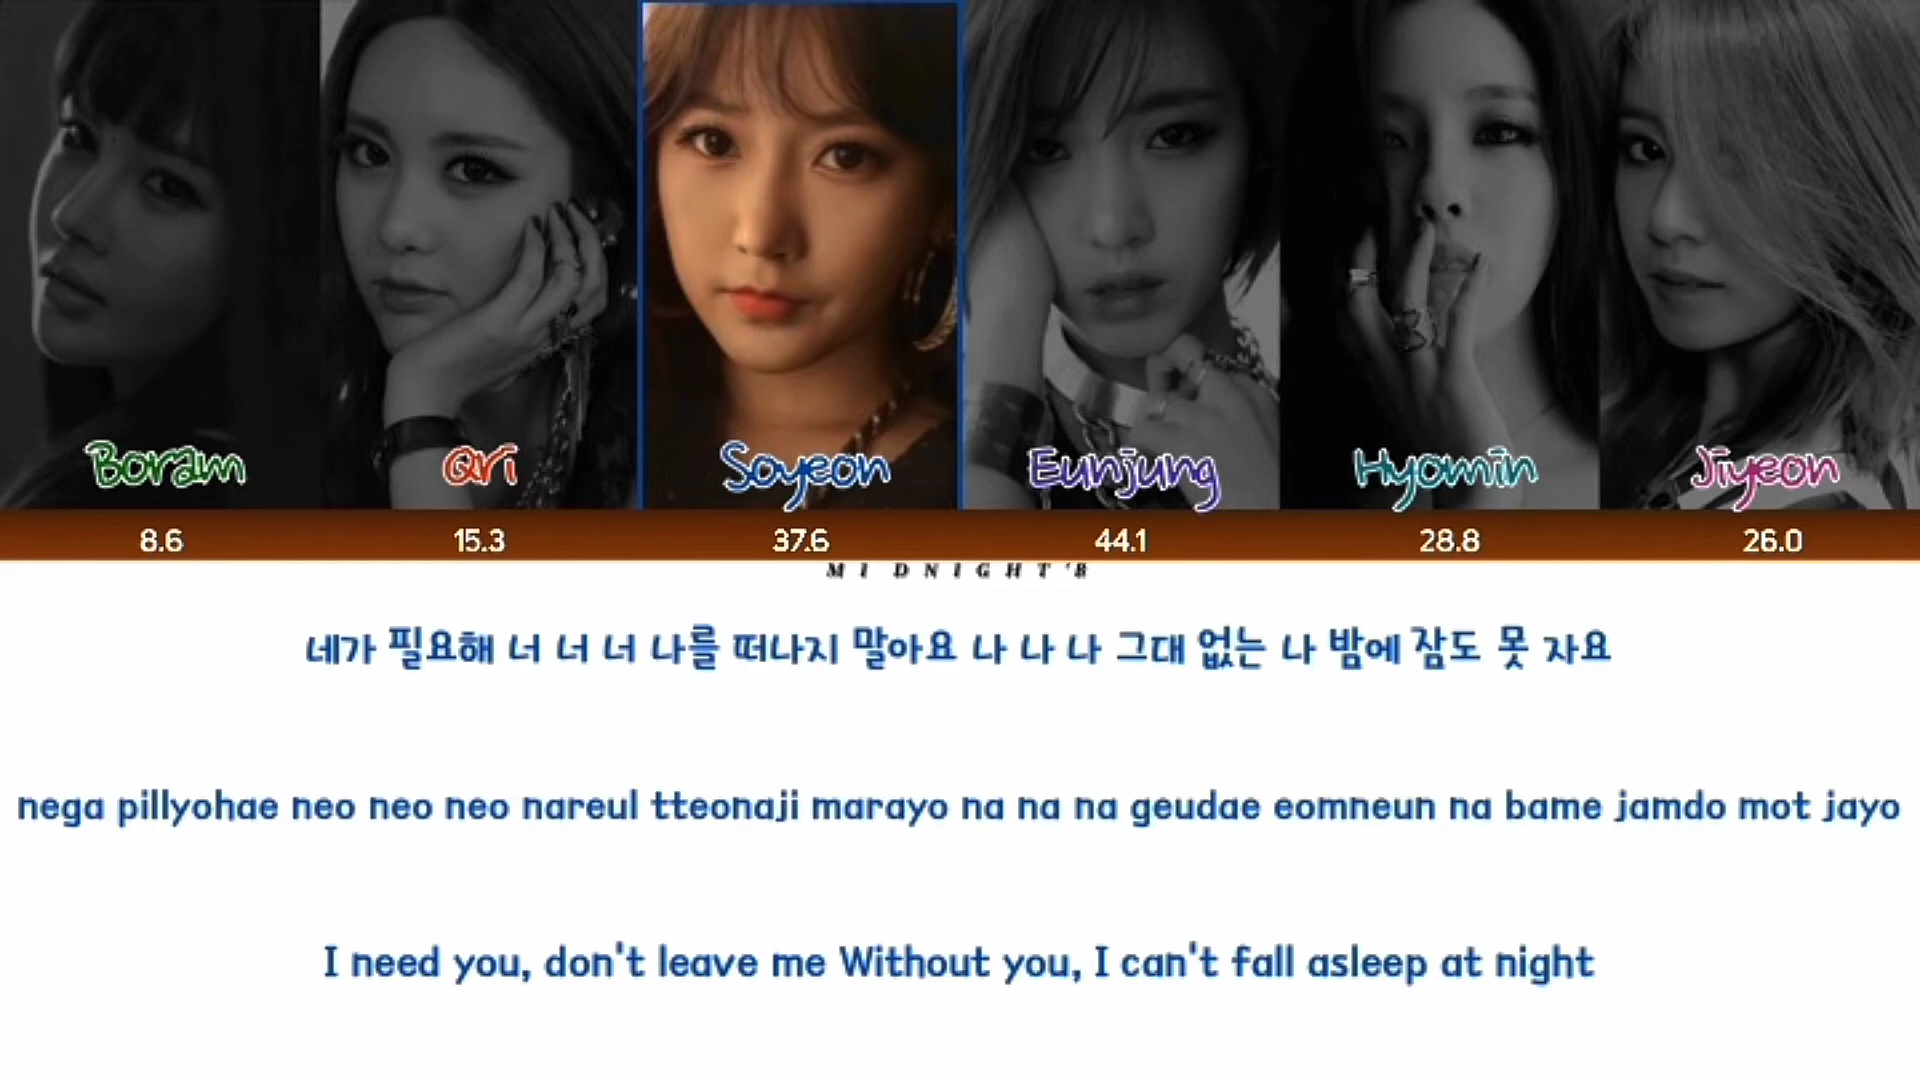 Boram Qri Soyeon Eunjung Hyomin Jiyeon
8.6 15.3 37.6 44.1 28.8 26.0
MIDNIGHT'B
네가 필요해 너 너 너 나를 떠나지 말아요 나 나 나 그대 없는 나 밤에 잠도 못 자요
nega pillyohae neo neo neo nareul tteonaji marayo na na na geudae eomneun na bame jamdo mot jayo
I need you, don't leave me Without you, I can't fall asleep at night